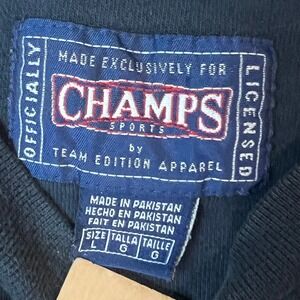 OFFICIALLY
MADE EXCLUSIVELY FOR
CHAMPS
SPORTS
by
TEAM EDITION APPAREL
LICENSED
MADE IN PAKISTAN
HECHO EN PAKISTAN
FAIT EN PAKISTAN
SIZE TALLA TAILLE
L G G